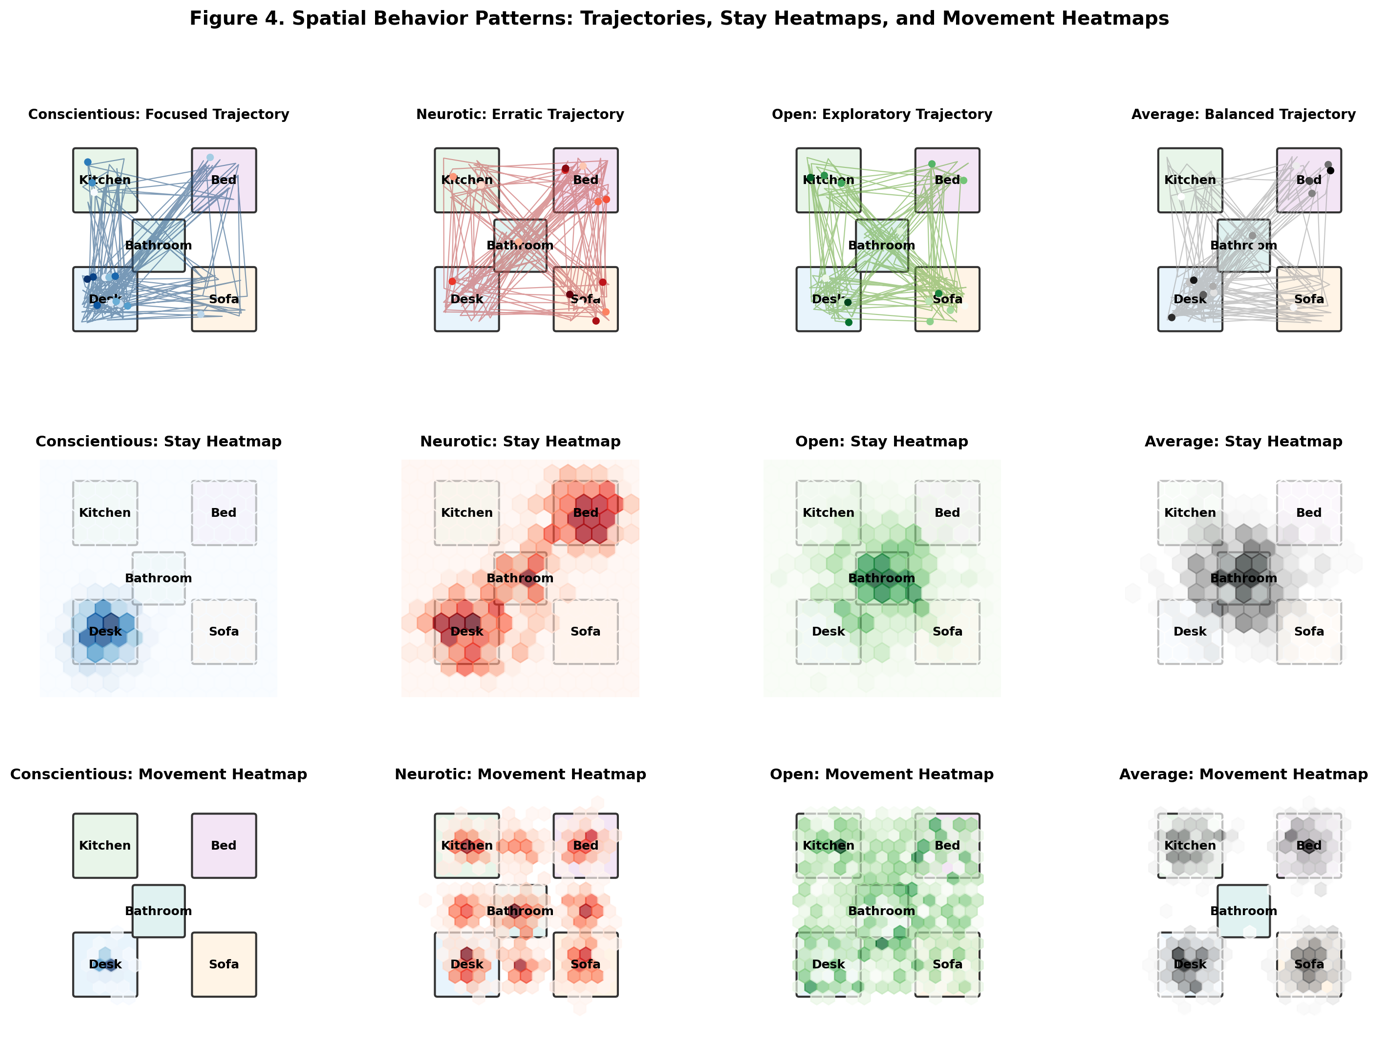 Figure 4. Spatial Behavior Patterns: Trajectories, Stay Heatmaps, and Movement Heatmaps
Conscientious: Focused Trajectory
Kitchen
Bed
Bathroom
Desk
Sofa
Neurotic: Erratic Trajectory
Kitchen
Bed
Bathroom
Desk
Sofa
Open: Exploratory Trajectory
Kitchen
Bed
Bathroom
Desk
Sofa
Average: Balanced Trajectory
Kitchen
Bed
Bathroom
Desk
Sofa
Conscientious: Stay Heatmap
Kitchen
Bed
Bathroom
Desk
Sofa
Neurotic: Stay Heatmap
Kitchen
Bed
Bathroom
Desk
Sofa
Open: Stay Heatmap
Kitchen
Bed
Bathroom
Desk
Sofa
Average: Stay Heatmap
Kitchen
Bed
Bathroom
Desk
Sofa
Conscientious: Movement Heatmap
Kitchen
Bed
Bathroom
Desk
Sofa
Neurotic: Movement Heatmap
Kitchen
Bed
Bathroom
Desk
Sofa
Open: Movement Heatmap
Kitchen
Bed
Bathroom
Desk
Sofa
Average: Movement Heatmap
Kitchen
Bed
Bathroom
Desk
Sofa